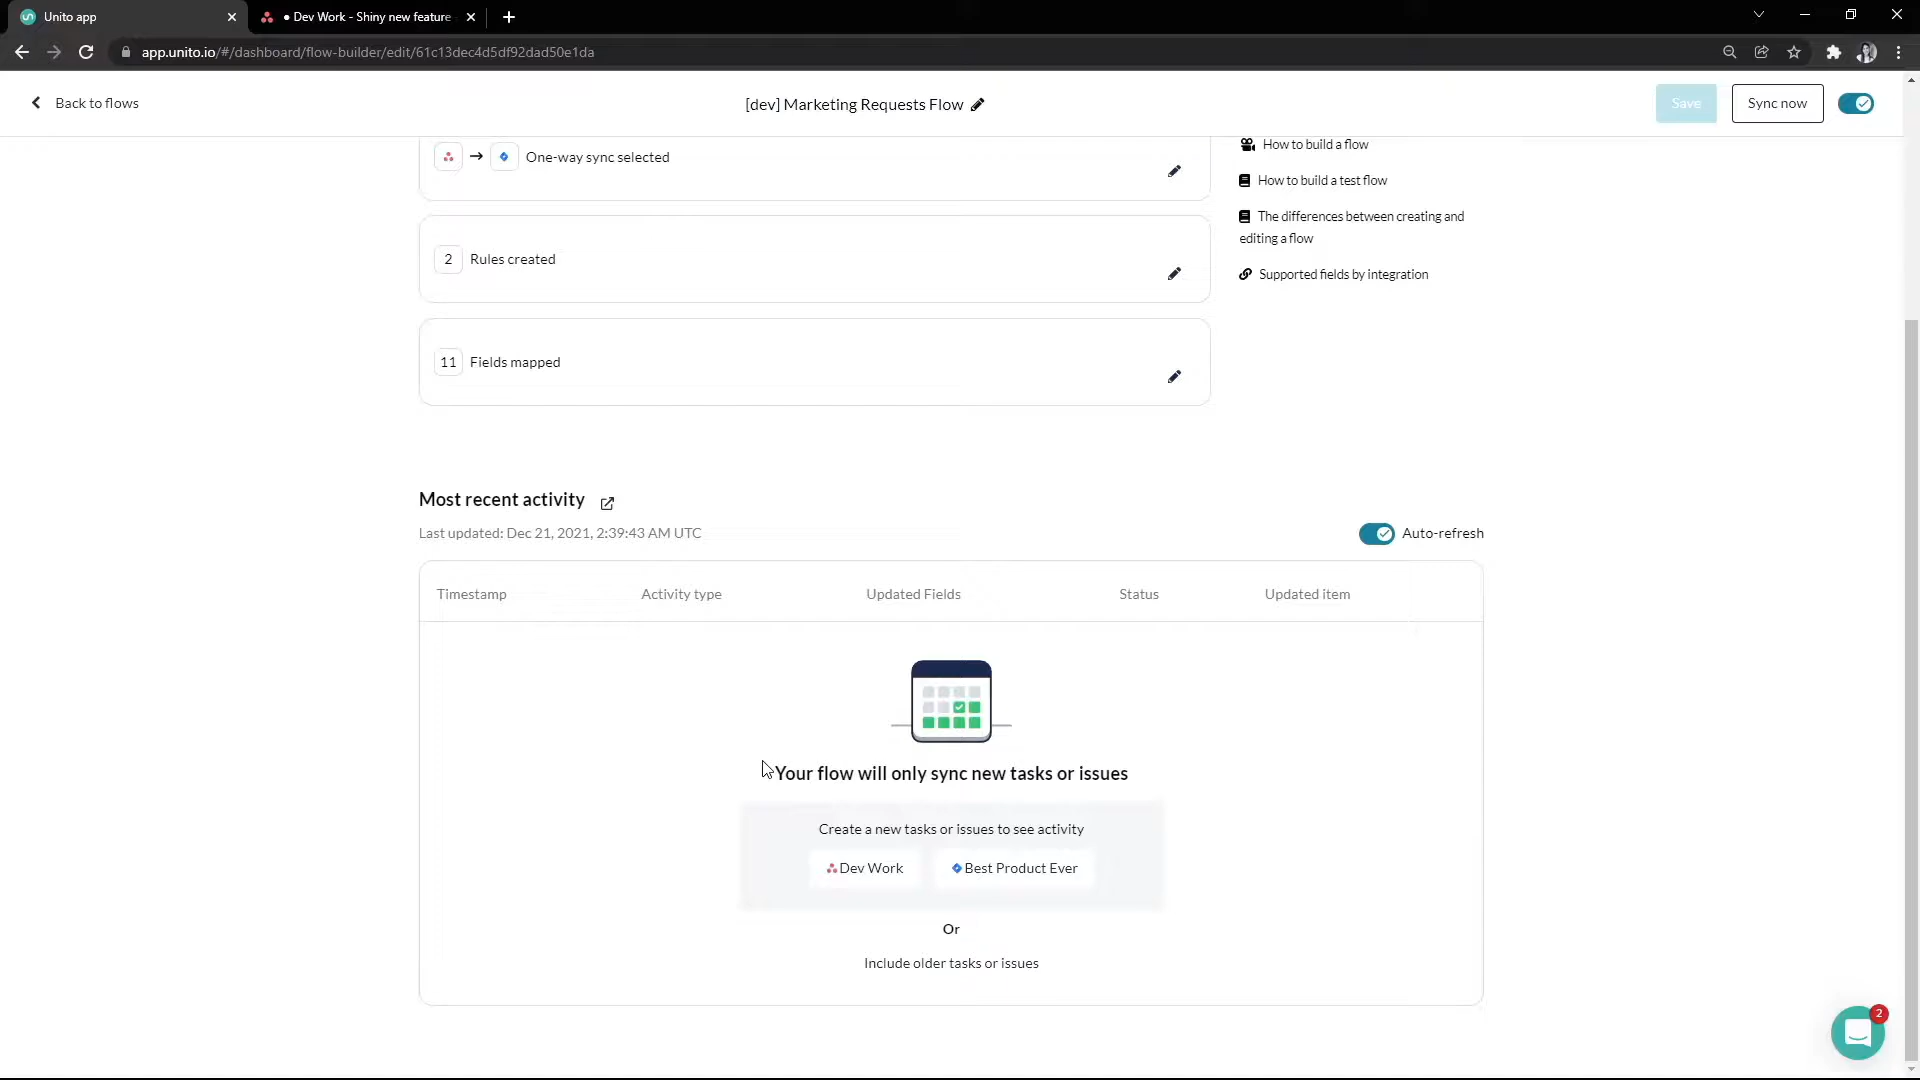 Unito app
• Dev Work - Shiny new feature
app.unito.io/#/dashboard/flow-builder/edit/61c13dec4d5df92dad50e1da
Back to flows
[dev] Marketing Requests Flow
Save
Sync now
One-way sync selected
How to build a flow
How to build a test flow
The differences between creating and
editing a flow
Supported fields by integration
2 Rules created
11 Fields mapped
Most recent activity
Last updated: Dec 21, 2021, 2:39:43 AM UTC
Auto-refresh
Timestamp Activity type Updated Fields Status Updated item
Your flow will only sync new tasks or issues
Create a new tasks or issues to see activity
Dev Work Best Product Ever
Or
Include older tasks or issues
2